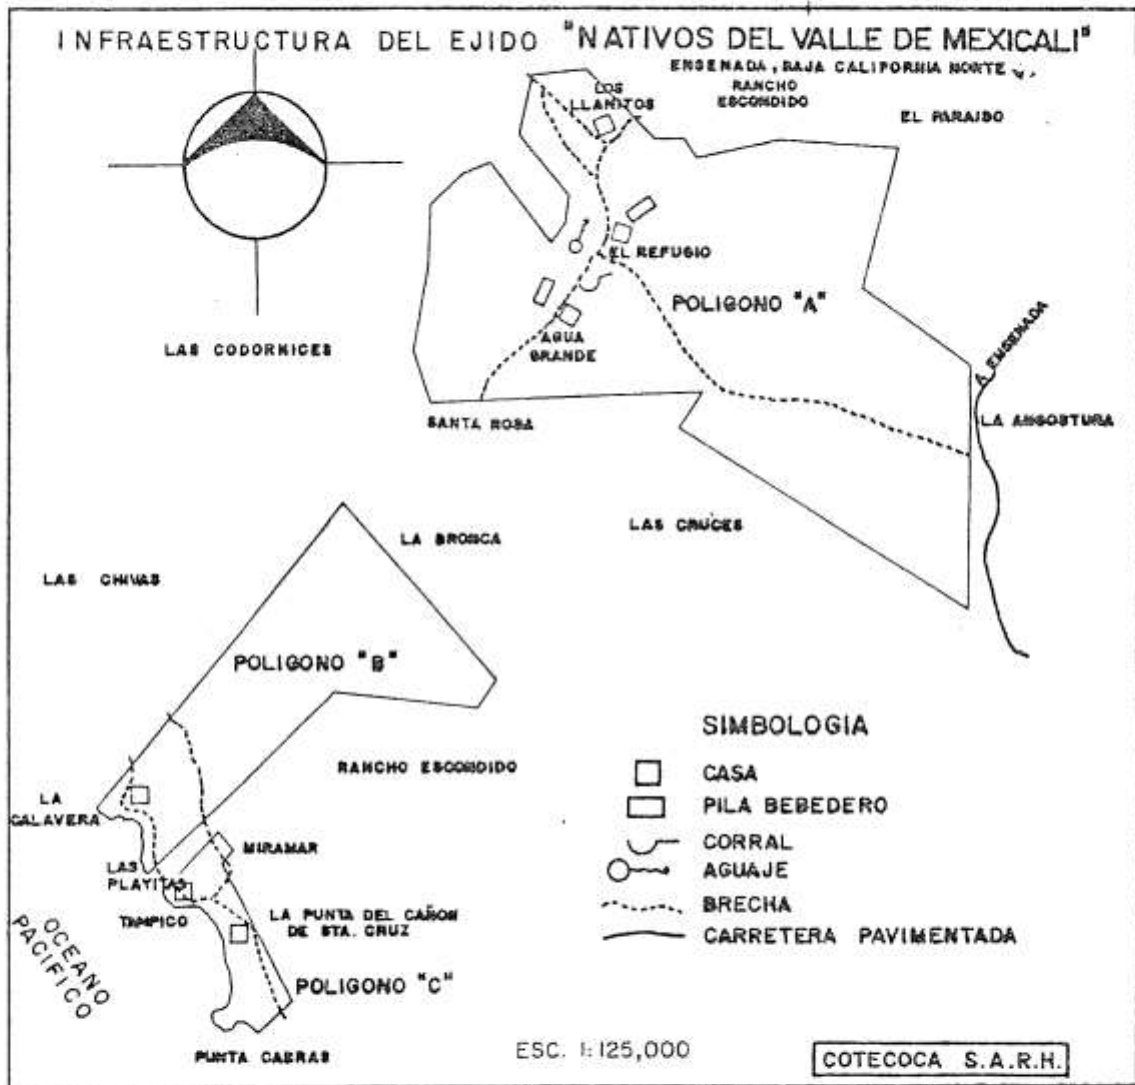 INFRAESTRUCTURA DEL EJIDO "NATIVOS DEL VALLE DE MEXICALI"
ENSENADA, BAJA CALIFORNIA NORTE
RANCHO
ESCONDIDO
EL PARAISO
LOS
LLANITOS
EL REFUGIO
POLIGONO "A"
LAS CODORNICES
AGUA
GRANDE
A ENSENADA
SANTA ROSA
LA ANGOSTURA
LAS CRUCES
LA BRONCA
LAS CHIVAS
POLIGONO "B"
RANCHO ESCONDIDO
LA
CALAVERA
MIRAMAR
LAS
PLAYITAS
TAMPICO
LA PUNTA DEL CAÑON
DE STA. CRUZ
OCEANO
PACIFICO
POLIGONO "C"
PUNTA CABRAS
SIMBOLOGIA
CASA
PILA BEBEDERO
CORRAL
AGUAJE
BRECHA
CARRETERA PAVIMENTADA
ESC. 1:125,000
COTECOCA S.A.R.H.